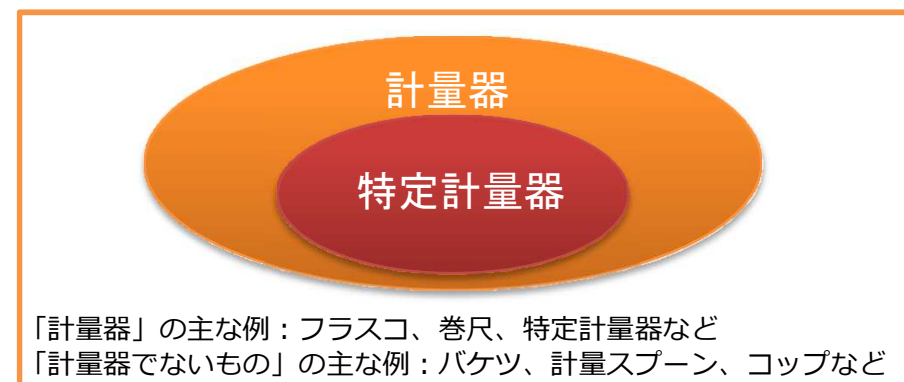 計量器
特定計量器
「計量器」の主な例：フラスコ、巻尺、特定計量器など
「計量器でないもの」の主な例：バケツ、計量スプーン、コップなど